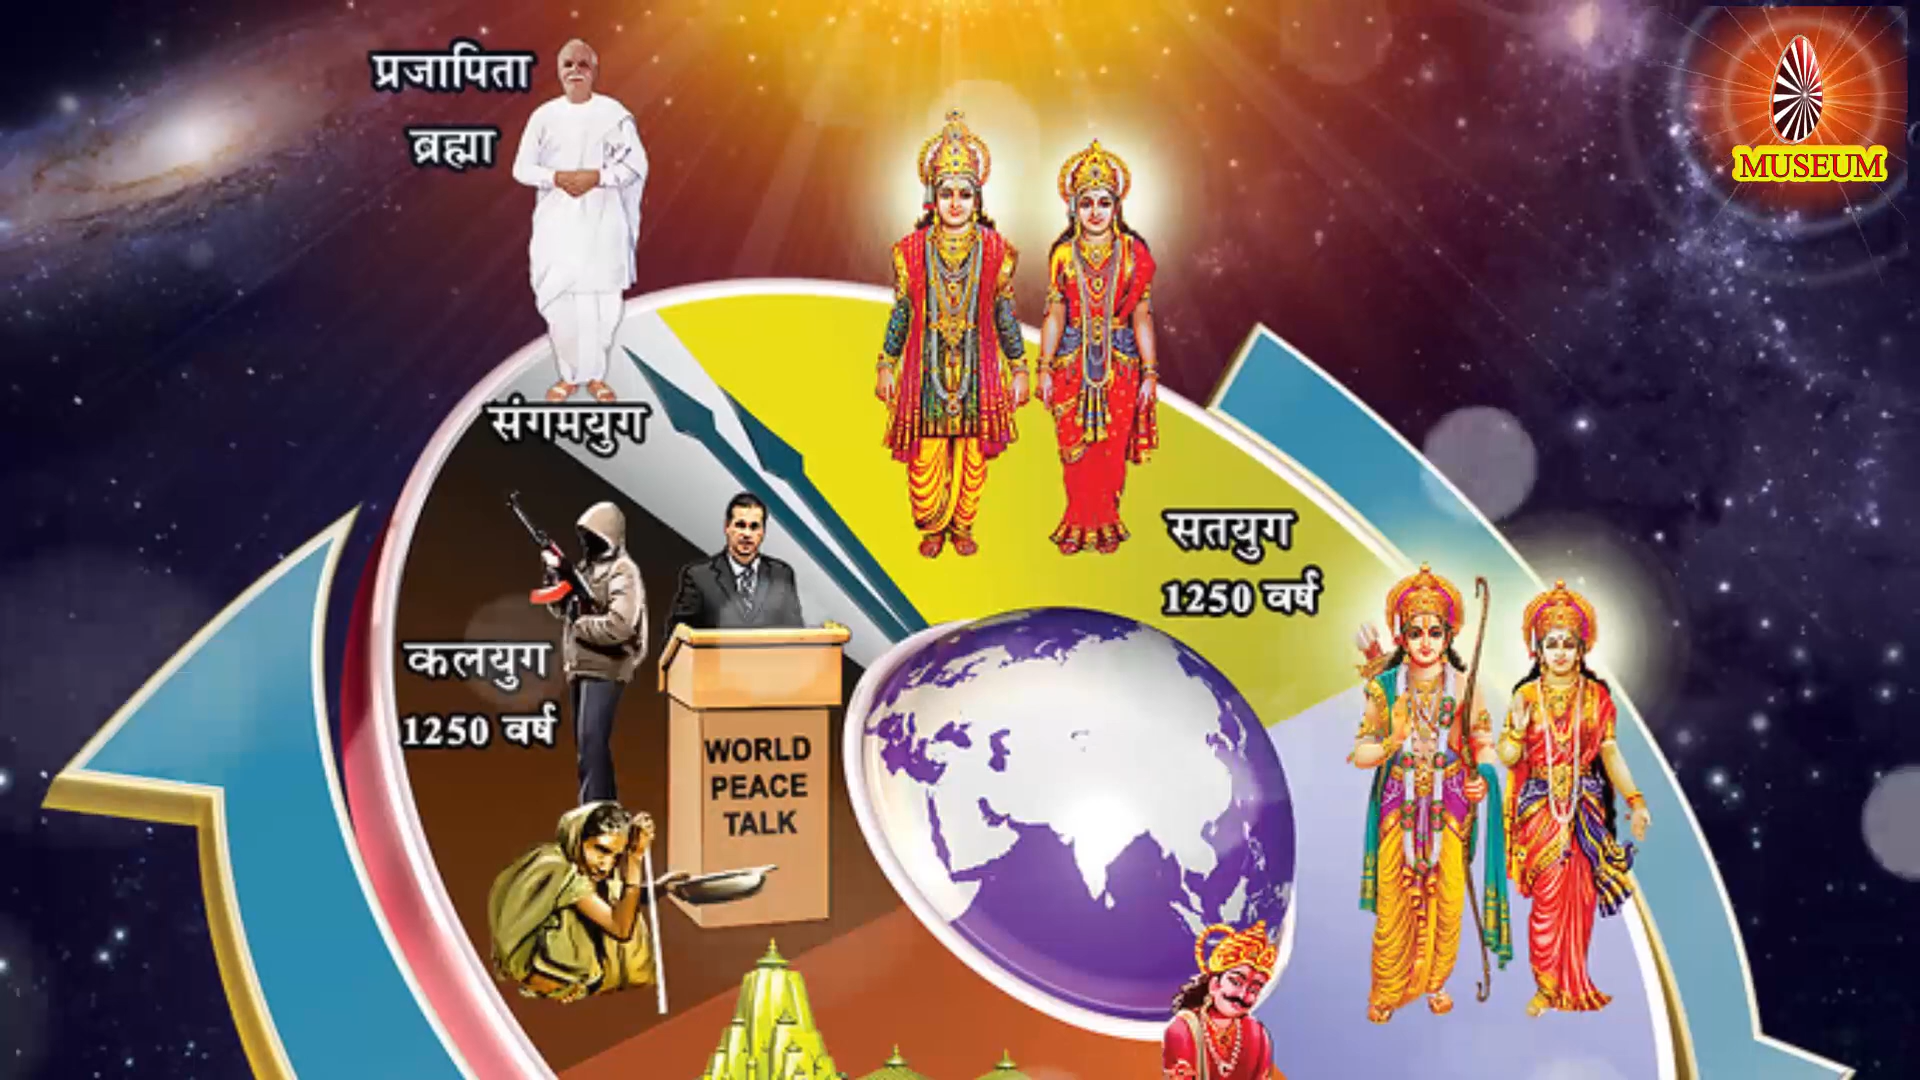 प्रजापिता
ब्रह्मा
MUSEUM
संगमयुग
सतयुग
1250 वर्ष
कलयुग
1250 वर्ष
WORLD
PEACE
TALK